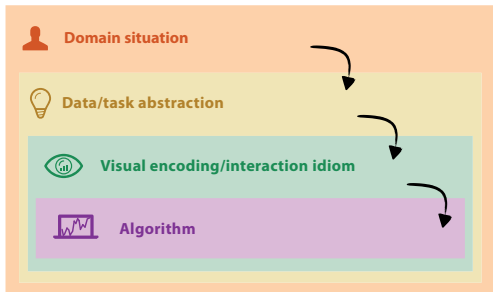 Domain situation
Data/task abstraction
Visual encoding/interaction idiom
Algorithm